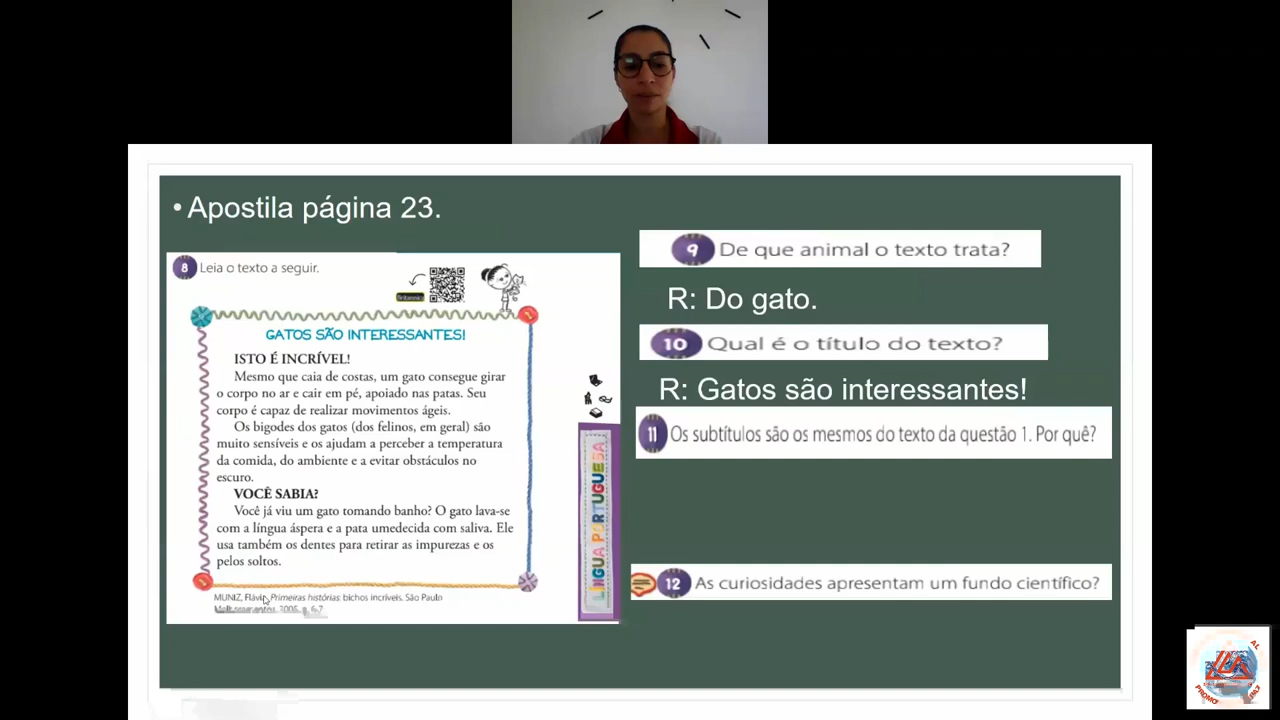 • Apostila página 23.
8 Leia o texto a seguir.
Britannica
GATOS SÃO INTERESSANTES!
ISTO É INCRÍVEL!
Mesmo que caia de costas, um gato consegue girar
o corpo no ar e cair em pé, apoiado nas patas. Seu
corpo é capaz de realizar movimentos ágeis.
Os bigodes dos gatos (dos felinos, em geral) são
muito sensíveis e os ajudam a perceber a temperatura
da comida, do ambiente e a evitar obstáculos no
escuro.
VOCÊ SABIA?
Você já viu um gato tomando banho? O gato lava-se
com a língua áspera e a pata umedecida com saliva. Ele
usa também os dentes para retirar as impurezas e os
pelos soltos.
MUNIZ, Flávia. Primeiras histórias: bichos incríveis. São Paulo
LÍNGUA PORTUGUESA
9 De que animal o texto trata?
R: Do gato.
10 Qual é o título do texto?
R: Gatos são interessantes!
11 Os subtítulos são os mesmos do texto da questão 1. Por quê?
12 As curiosidades apresentam um fundo científico?